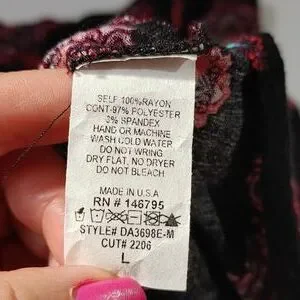 SELF 100%RAYON
CONT-97% POLYESTER
3% SPANDEX
HAND OR MACHINE
WASH COLD WATER
DO NOT WRING
DRY FLAT, NO DRYER
DO NOT BLEACH
MADE IN U.S.A
RN # 146795
STYLE# DA3698E-M
CUT# 2206
L